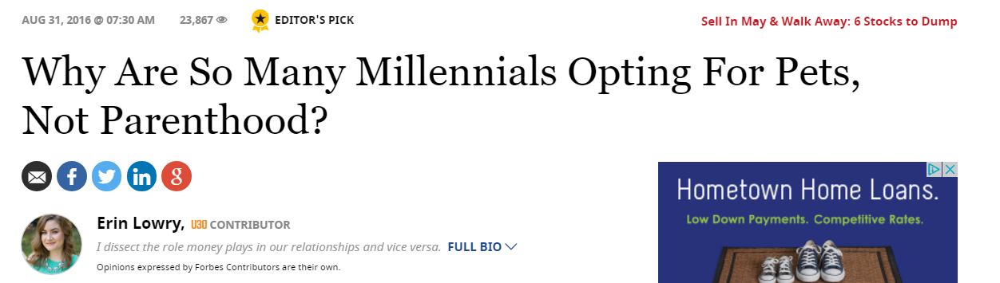 AUG 31, 2016 @ 07:30 AM 23,867 EDITOR'S PICK
Sell In May & Walk Away: 6 Stocks to Dump
Why Are So Many Millennials Opting For Pets,
Not Parenthood?
f in g
Erin Lowry, U30 CONTRIBUTOR
I dissect the role money plays in our relationships and vice versa. FULL BIO
Opinions expressed by Forbes Contributors are their own.
Hometown Home Loans.
Low Down Payments. Competitive Rates.